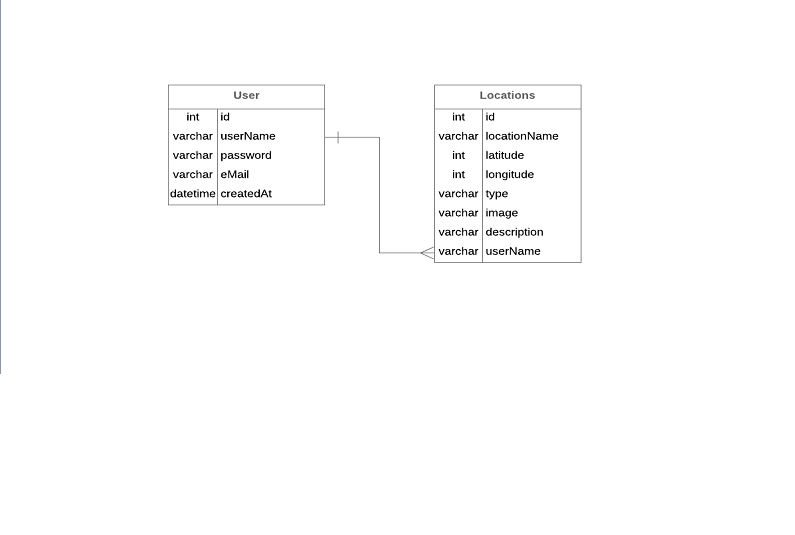 User
int id
varchar userName
varchar password
varchar eMail
datetime createdAt
Locations
int id
varchar locationName
int latitude
int longitude
varchar type
varchar image
varchar description
varchar userName